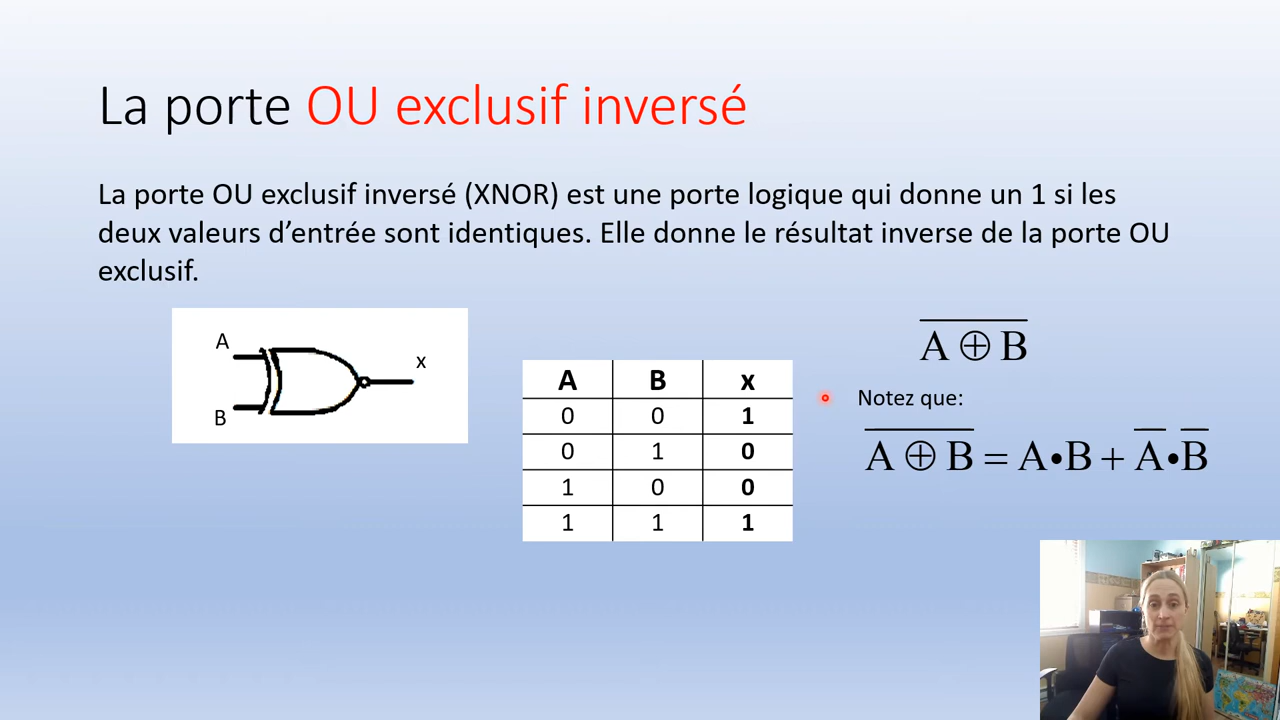 La porte OU exclusif inversé
La porte OU exclusif inversé (XNOR) est une porte logique qui donne un 1 si les
deux valeurs d’entrée sont identiques. Elle donne le résultat inverse de la porte OU
exclusif.
A
B
x
A B x
0 0 1
0 1 0
1 0 0
1 1 1
A̅ ̅⊕̅ ̅B̅
Notez que:
A̅ ̅⊕̅ ̅B̅ = A•B + A̅•B̅